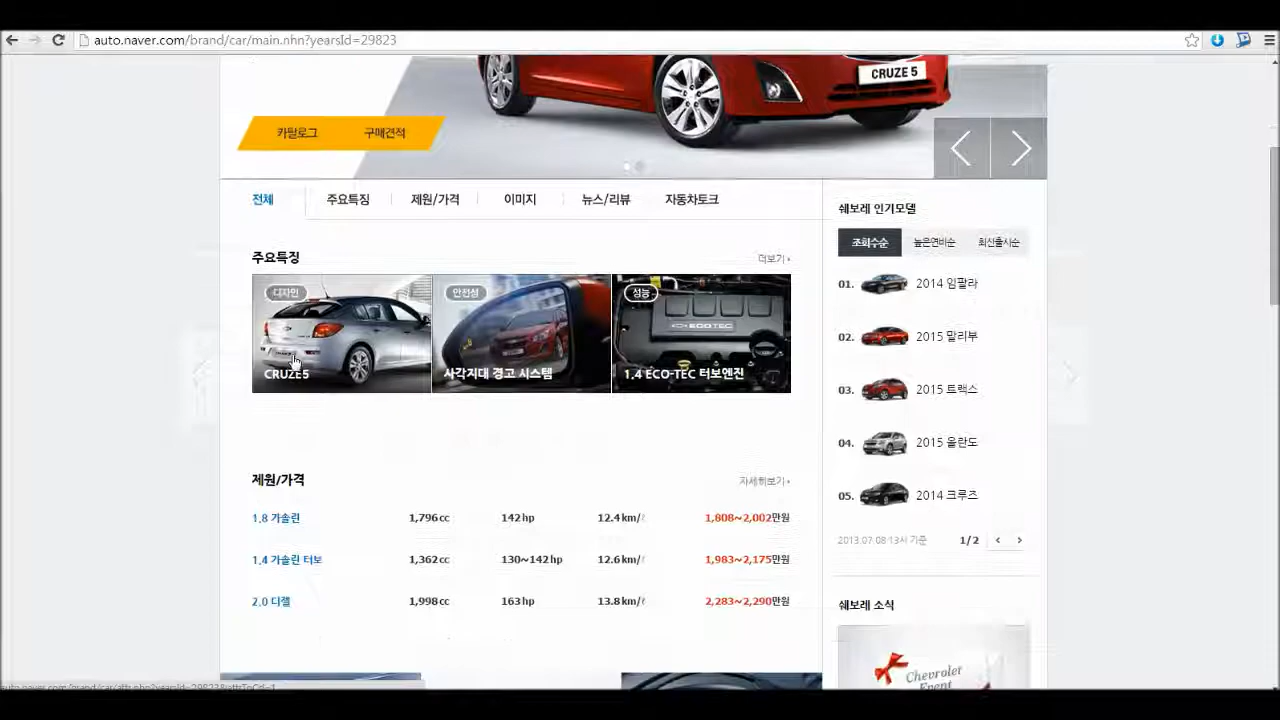 auto.naver.com/brand/car/main.nhn?yearsId=29823
CRUZE 5
카탈로그 구매견적
전체 주요특징 제원/가격 이미지 뉴스/리뷰 자동차토크
주요특징 더보기
디자인 안전성 성능
ECOTEC
CRUZE5 사각지대 경고 시스템 1.4 ECO-TEC 터보엔진
제원/가격 자세히보기
1.8 가솔린 1,796 cc 142 hp 12.4 km/ℓ 1,808~2,002만원
1.4 가솔린 터보 1,362 cc 130~142 hp 12.6 km/ℓ 1,983~2,175만원
2.0 디젤 1,998 cc 163 hp 13.8 km/ℓ 2,283~2,290만원
쉐보레 인기모델
조회수순 높은연비순 최신출시순
01. 2014 임팔라
02. 2015 말리부
03. 2015 트랙스
04. 2015 올란도
05. 2014 크루즈
2013.07.08 13시 기준 1/2
쉐보레 소식
Chevrolet
Event